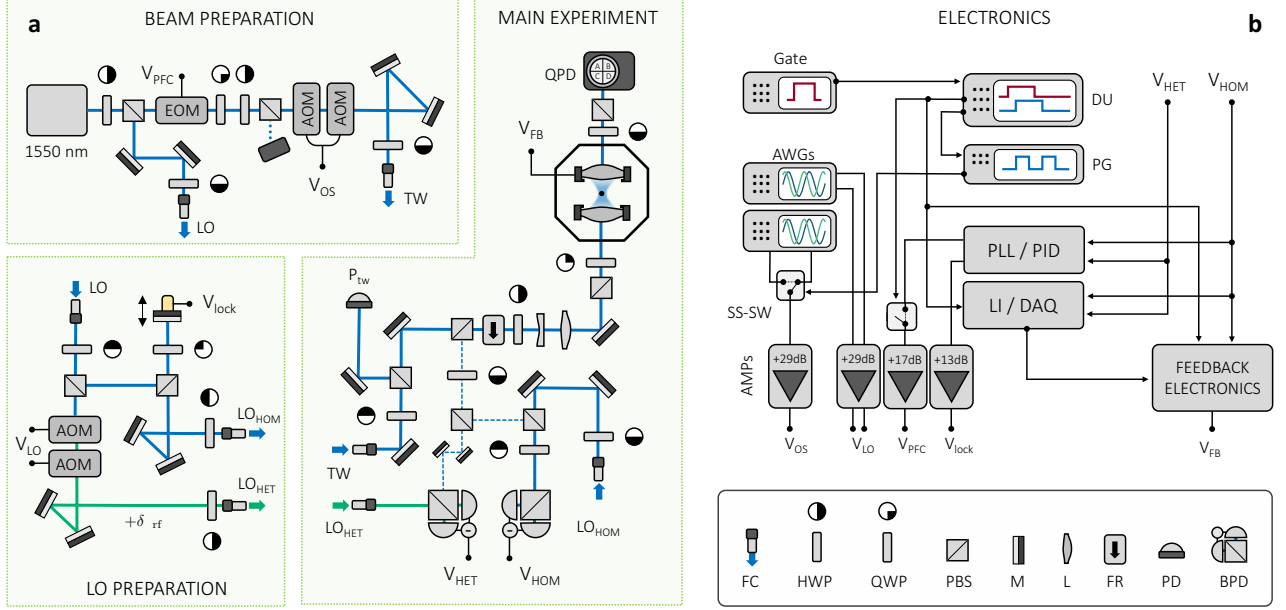 a
BEAM PREPARATION
V_PFC
EOM
AOM
AOM
1550 nm
V_OS
TW
LO
MAIN EXPERIMENT
QPD
A B
C D
V_FB
P_tw
TW
LO_HET
LO_HOM
V_HET
V_HOM
LO
V_lock
AOM
V_LO
AOM
LO_HOM
LO_HET
+δ rf
LO PREPARATION
ELECTRONICS
b
Gate
DU
V_HET
V_HOM
AWGs
PG
PLL / PID
SS-SW
LI / DAQ
AMPs
+29dB
+29dB
+17dB
+13dB
FEEDBACK
ELECTRONICS
V_OS
V_LO
V_PFC
V_lock
V_FB
FC
HWP
QWP
PBS
M
L
FR
PD
BPD